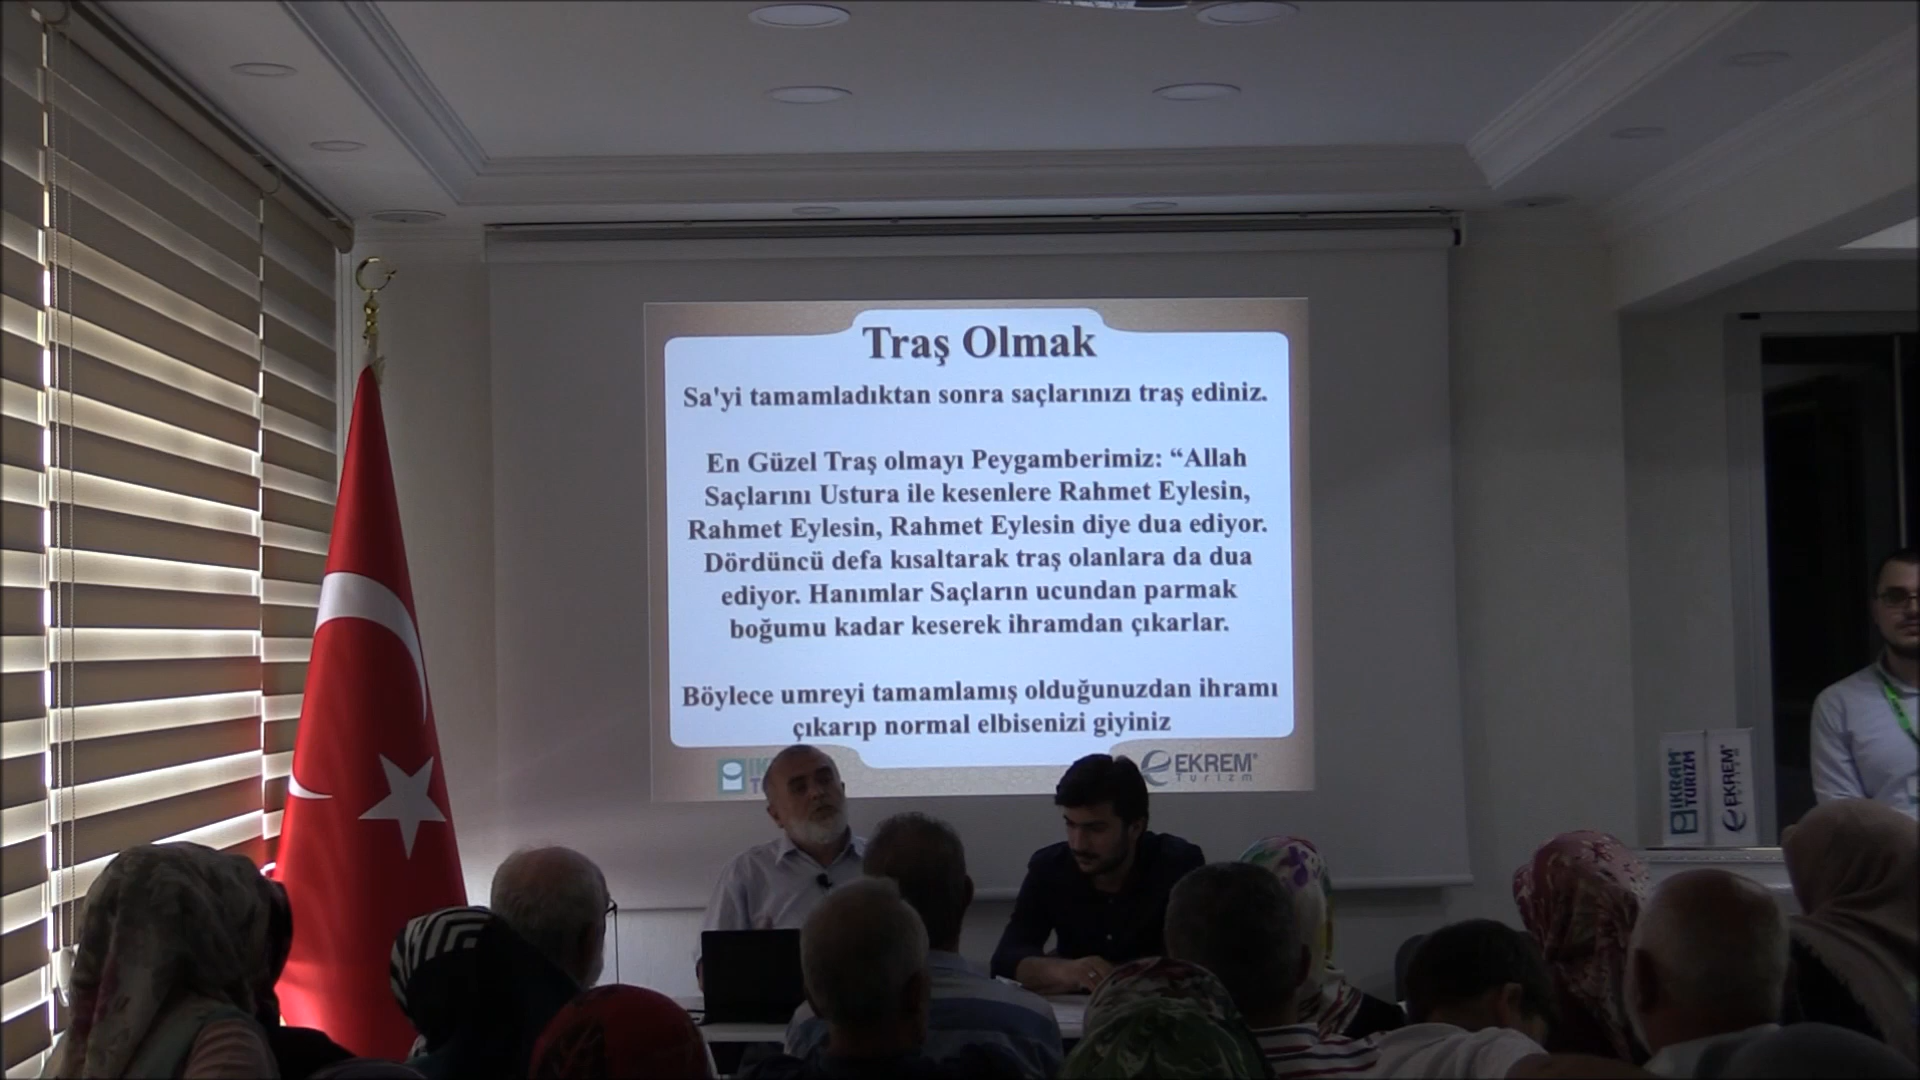 Traş Olmak
Sa'yi tamamladıktan sonra saçlarınızı traş ediniz.
En Güzel Traş olmayı Peygamberimiz: “Allah
Saçlarını Ustura ile kesenlere Rahmet Eylesin,
Rahmet Eylesin, Rahmet Eylesin diye dua ediyor.
Dördüncü defa kısaltarak traş olanlara da dua
ediyor. Hanımlar Saçların ucundan parmak
boğumu kadar keserek ihramdan çıkarlar.
Böylece umreyi tamamlamış olduğunuzdan ihramı
çıkarıp normal elbisenizi giyiniz
EKREM
Turizm
İKRAM
TURİZM
EKREM